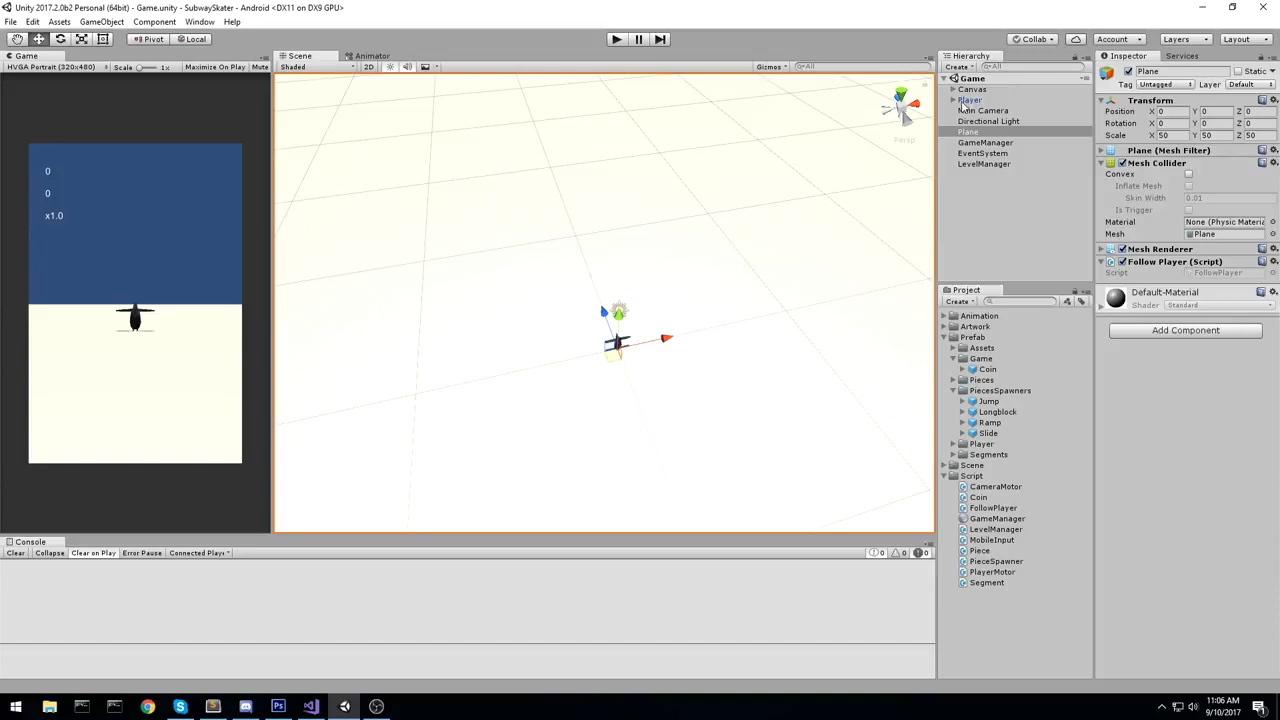 Unity 2017.2.0b2 Personal (64bit) - Game.unity - SubwaySkater - Android <DX11 on DX9 GPU>
File Edit Assets GameObject Component Window Help
Pivot Local Collab Account Layers Layout
Game Scene Animator Hierarchy Inspector Services
HVGA Portrait (320x480) Scale 1x Maximize On Play Mute Shaded 2D Gizmos All Create All
Plane Static
Tag Untagged Layer Default
Game
Canvas
Player
Main Camera
Directional Light
Plane
GameManager
EventSystem
LevelManager
Transform
Position X 0 Y 0 Z 0
Rotation X 0 Y 0 Z 0
Scale X 50 Y 50 Z 50
Plane (Mesh Filter)
Mesh Collider
Convex
Inflate Mesh
Skin Width 0.01
Is Trigger
Material None (Physic Materia
Mesh Plane
Mesh Renderer
Follow Player (Script)
Script FollowPlayer
Default-Material
Shader Standard
Add Component
0
0
x1.0
Persp
Project
Create
Animation
Artwork
Prefab
Assets
Game
Coin
Pieces
PiecesSpawners
Jump
Longblock
Ramp
Slide
Player
Segments
Scene
Script
CameraMotor
Coin
FollowPlayer
GameManager
LevelManager
MobileInput
Piece
PieceSpawner
PlayerMotor
Segment
Console
Clear Collapse Clear on Play Error Pause Connected Playe 0 0 0
11:06 AM
9/10/2017